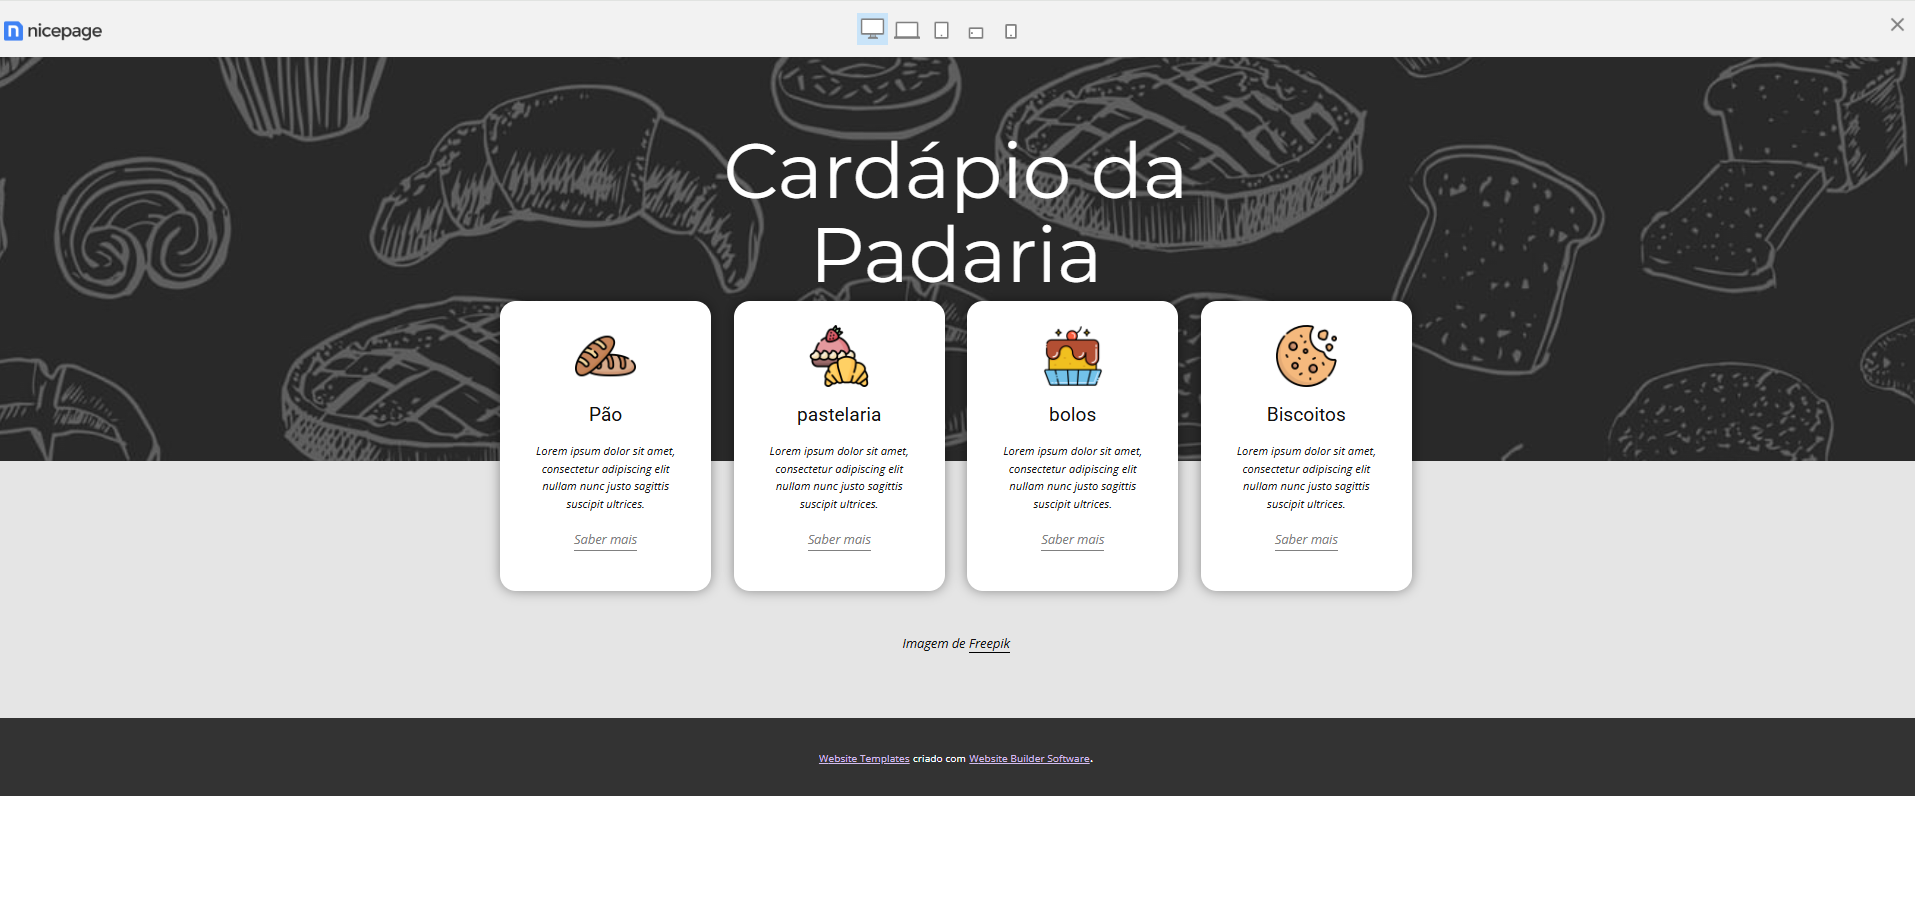 nicepage
Cardápio da
Padaria
Pão
Lorem ipsum dolor sit amet,
consectetur adipiscing elit
nullam nunc justo sagittis
suscipit ultrices.
Saber mais
pastelaria
Lorem ipsum dolor sit amet,
consectetur adipiscing elit
nullam nunc justo sagittis
suscipit ultrices.
Saber mais
bolos
Lorem ipsum dolor sit amet,
consectetur adipiscing elit
nullam nunc justo sagittis
suscipit ultrices.
Saber mais
Biscoitos
Lorem ipsum dolor sit amet,
consectetur adipiscing elit
nullam nunc justo sagittis
suscipit ultrices.
Saber mais
Imagem de Freepik
Website Templates criado com Website Builder Software.